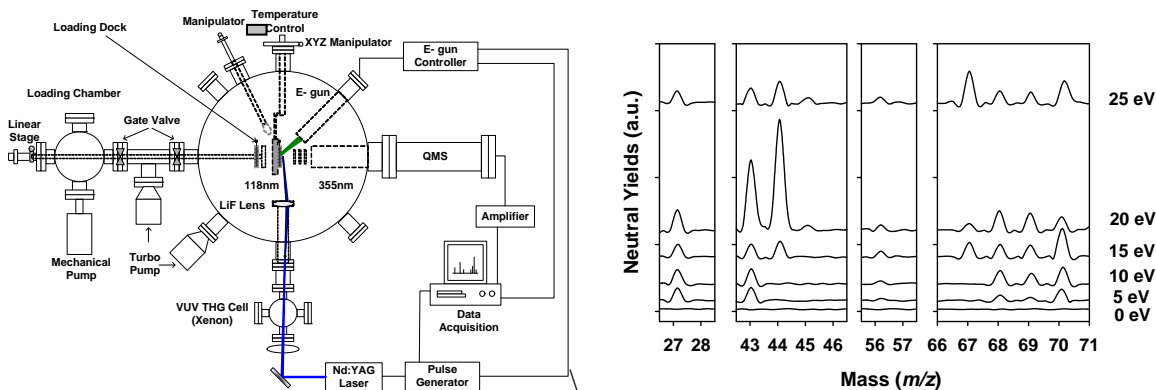 Temperature
Control
Manipulator
XYZ Manipulator
Loading Dock
E- gun
Controller
E- gun
Loading Chamber
Linear
Stage
Gate Valve
QMS
118nm
355nm
LiF Lens
Amplifier
Mechanical
Pump
Turbo
Pump
VUV THG Cell
(Xenon)
Data
Acquisition
Nd:YAG
Laser
Pulse
Generator
Neutral Yields (a.u.)
25 eV
20 eV
15 eV
10 eV
5 eV
0 eV
27 28 43 44 45 46 56 57 66 67 68 69 70 71
Mass (m/z)